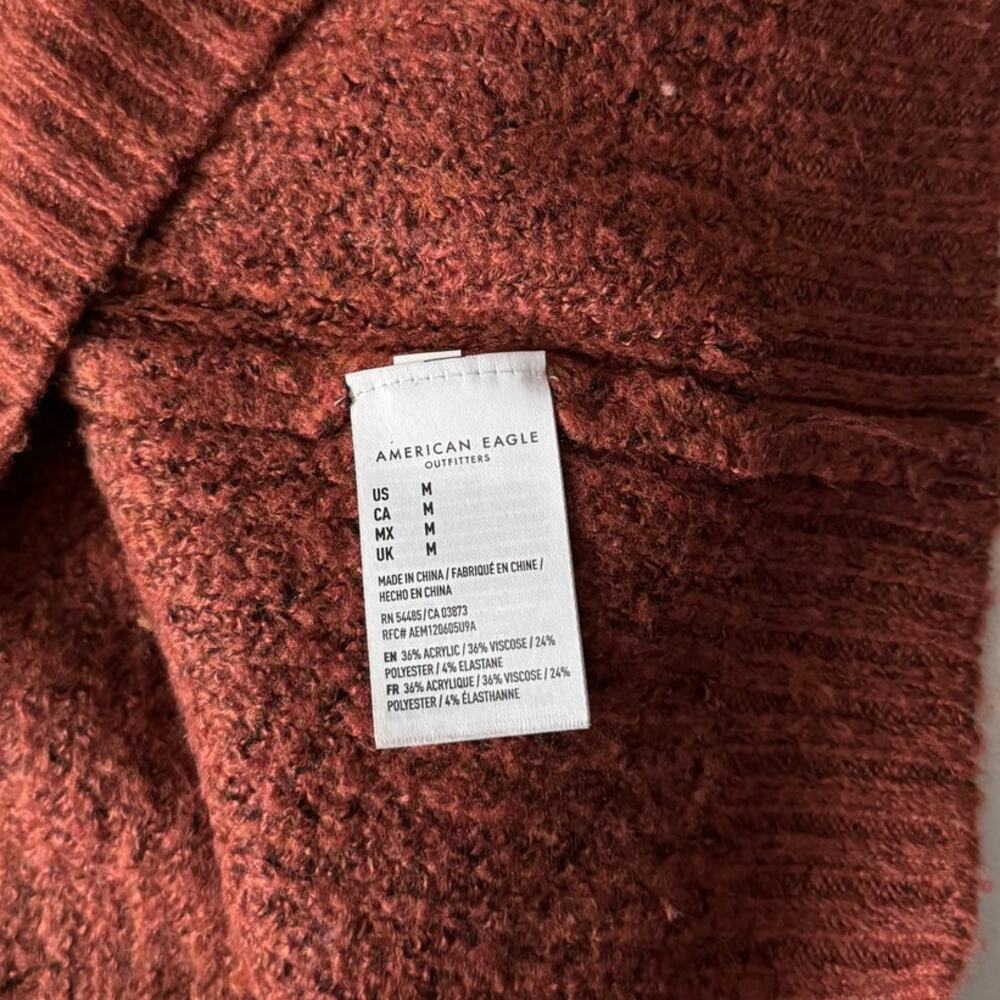 AMERICAN EAGLE
OUTFITTERS
US M
CA M
MX M
UK M
MADE IN CHINA / FABRIQUÉ EN CHINE /
HECHO EN CHINA
RN 54485 / CA 03873
RFC# AEM120605U9A
EN 36% ACRYLIC / 36% VISCOSE / 24%
POLYESTER / 4% ELASTANE
FR 36% ACRYLIQUE / 36% VISCOSE / 24%
POLYESTER / 4% ÉLASTHANNE